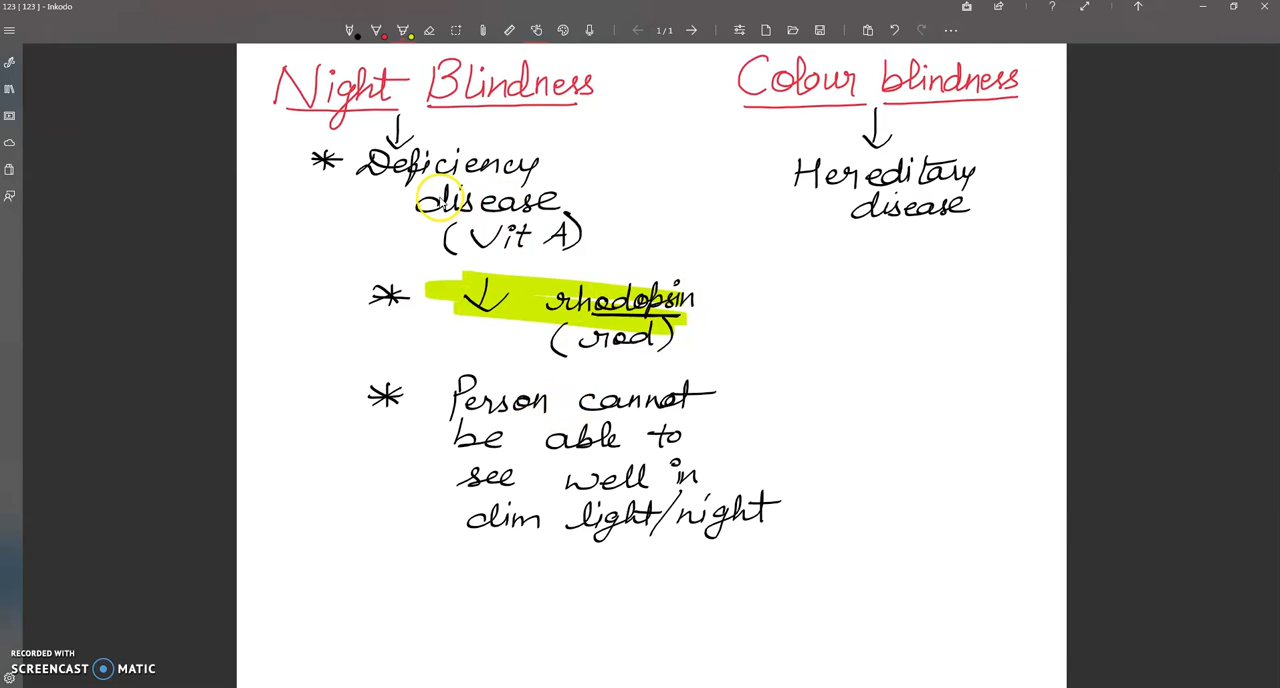 123 [ 123 ] - Inkodo
1/1
Night Blindness
* Deficiency
disease
(Vit A)
* ↓ rhodopsin
(rod)
* Person cannot
be able to
see well in
dim light/night
Colour blindness
Hereditary
disease
RECORDED WITH
SCREENCAST MATIC